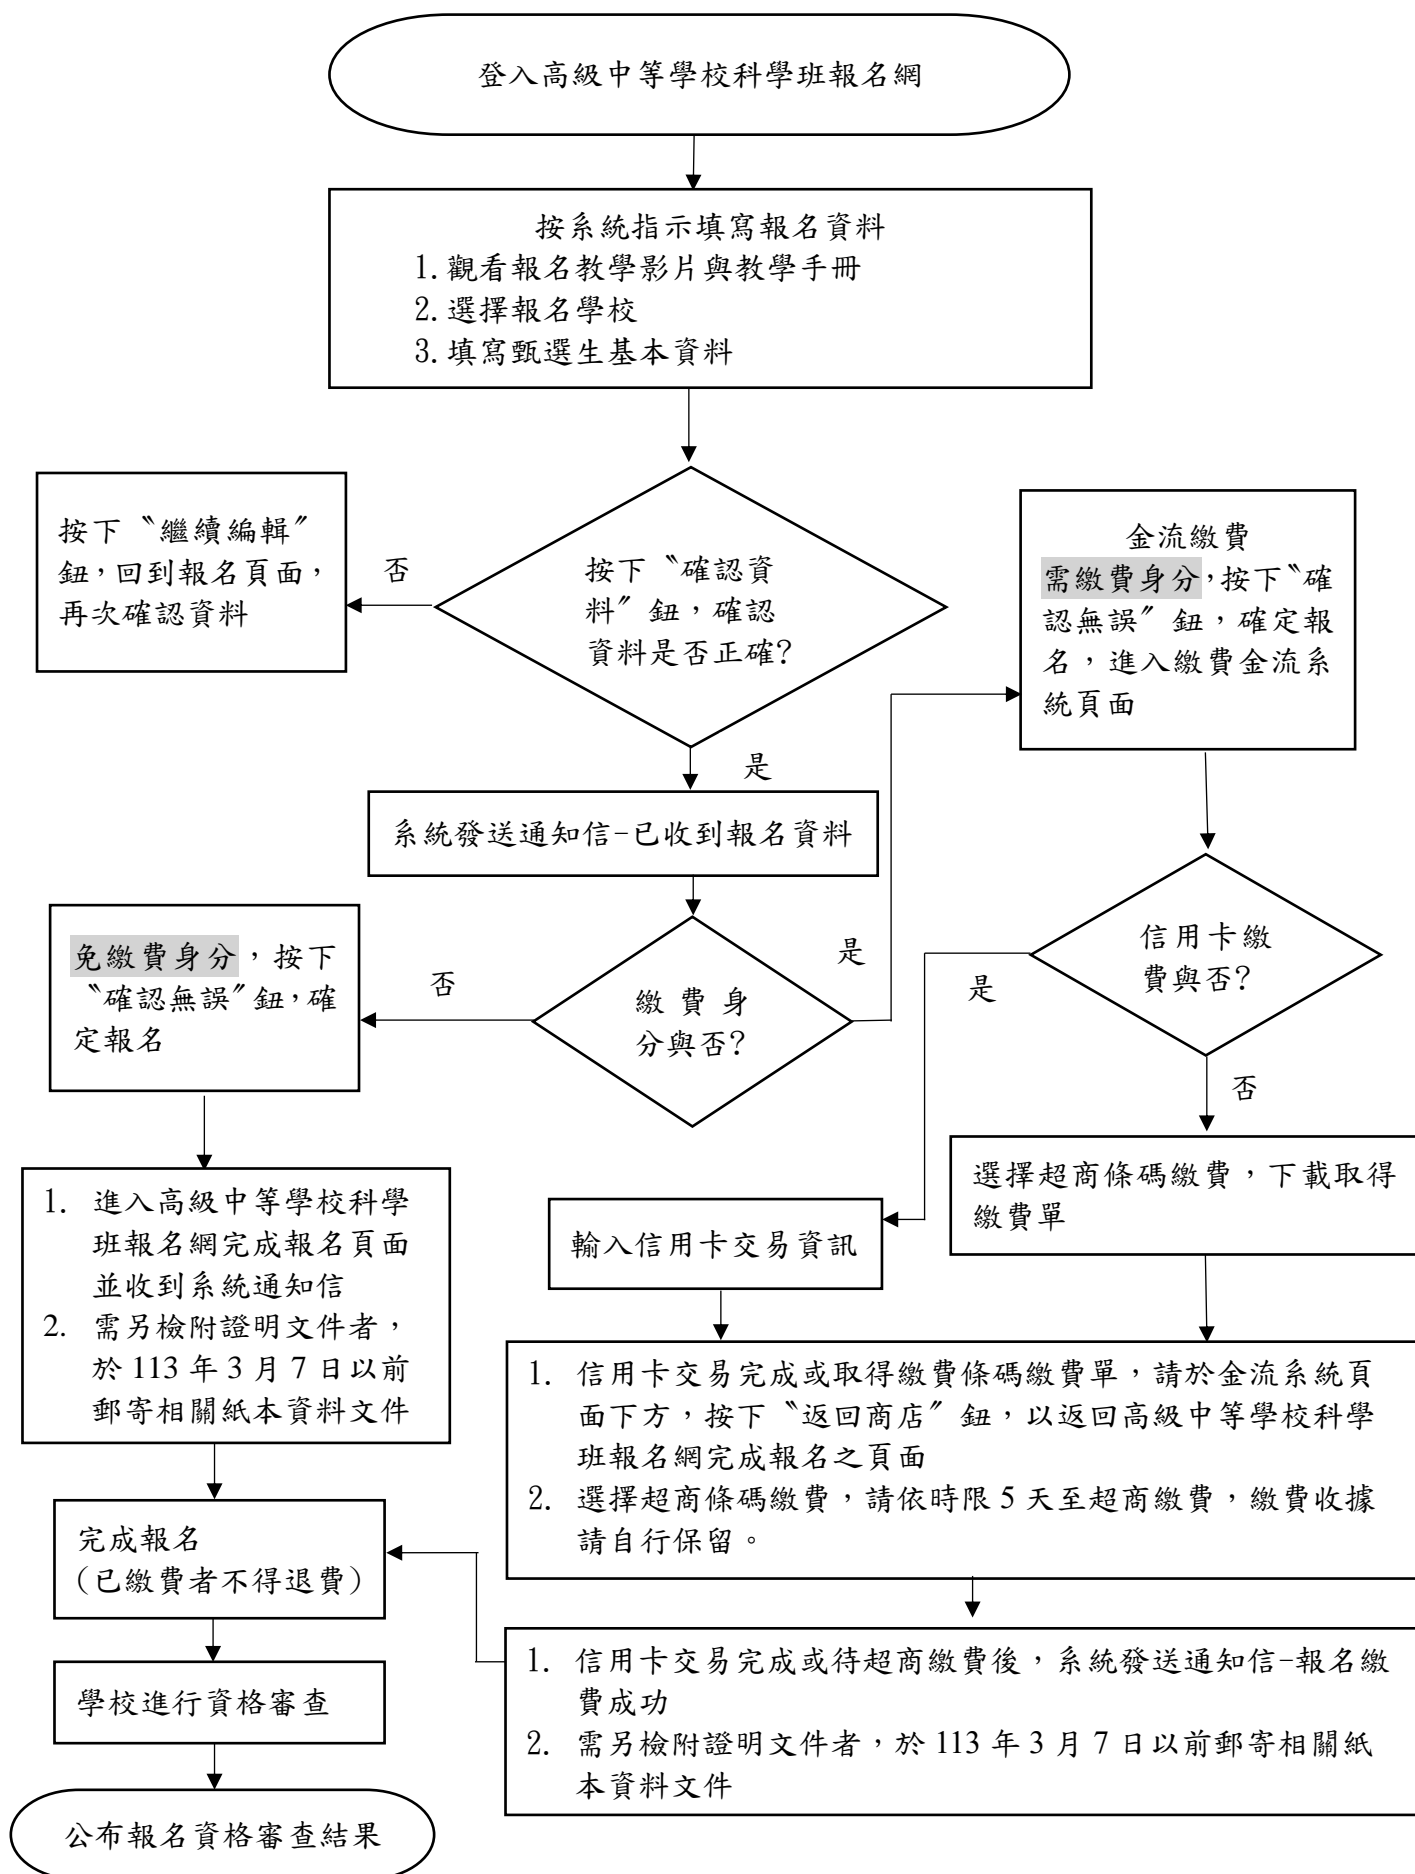 登入高級中等學校科學班報名網
按系統指示填寫報名資料
1.觀看報名教學影片與教學手冊
2.選擇報名學校
3.填寫甄選生基本資料
按下〝繼續編輯〞
鈕,回到報名頁面,
再次確認資料
否
按下〝確認資
料〞鈕,確認
資料是否正確?
金流繳費
需繳費身分,按下〝確
認無誤〞鈕,確定報
名,進入繳費金流系
統頁面
是
系統發送通知信-已收到報名資料
免繳費身分,按下
〝確認無誤〞鈕,確
定報名
否
繳費身
分與否?
是
信用卡繳
費與否?
是
否
選擇超商條碼繳費,下載取得
繳費單
輸入信用卡交易資訊
1. 進入高級中等學校科學
班報名網完成報名頁面
並收到系統通知信
2. 需另檢附證明文件者,
於 113 年 3 月 7 日以前
郵寄相關紙本資料文件
1. 信用卡交易完成或取得繳費條碼繳費單,請於金流系統頁
面下方,按下〝返回商店〞鈕,以返回高級中等學校科學
班報名網完成報名之頁面
2. 選擇超商條碼繳費,請依時限 5 天至超商繳費,繳費收據
請自行保留。
完成報名
(已繳費者不得退費)
1. 信用卡交易完成或待超商繳費後,系統發送通知信-報名繳
費成功
2. 需另檢附證明文件者,於 113 年 3 月 7 日以前郵寄相關紙
本資料文件
學校進行資格審查
公布報名資格審查結果